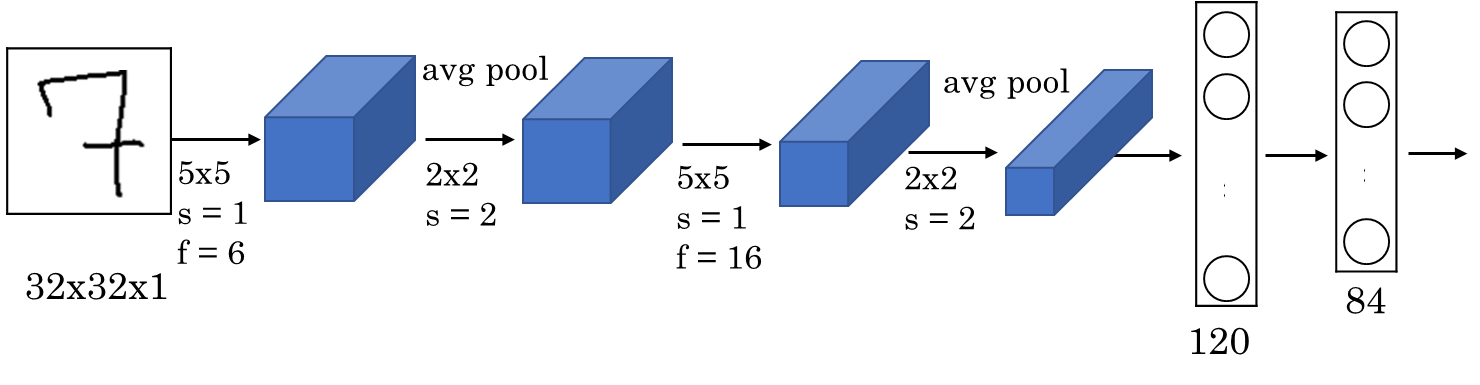 7
32x32x1
5x5
s = 1
f = 6
avg pool
2x2
s = 2
5x5
s = 1
f = 16
avg pool
2x2
s = 2
120
84